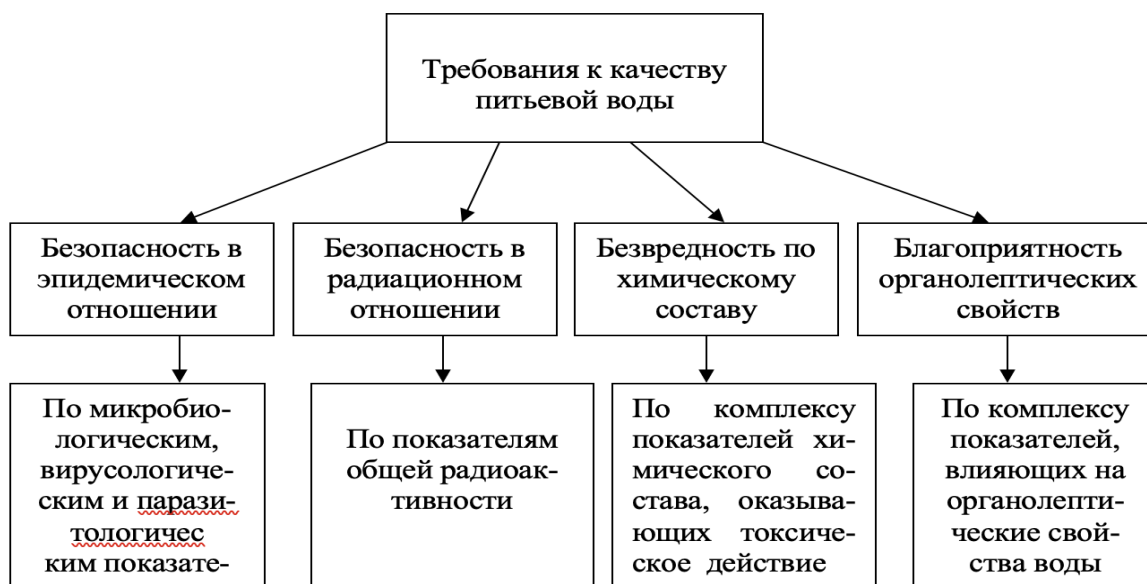 Требования к качеству
питьевой воды
Безопасность в
эпидемическом
отношении
Безопасность в
радиационном
отношении
Безвредность по
химическому
составу
Благоприятность
органолептических
свойств
По микробио-
логическим,
вирусологиче-
ским и парази-
тологичес
ким показате-
По показателям
общей радиоак-
тивности
По комплексу
показателей хи-
мического со-
става, оказыва-
ющих токсиче-
ское действие
По комплексу
показателей,
влияющих на
органолепти-
ческие свой-
ства воды